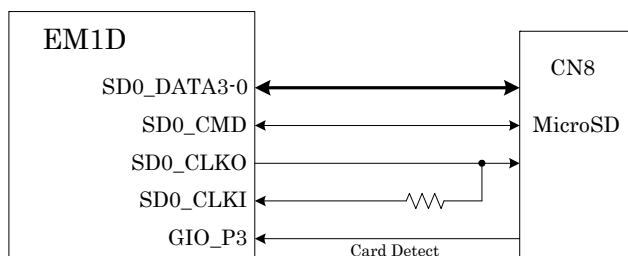 EM1D
CN8
SD0_DATA3-0
SD0_CMD
MicroSD
SD0_CLKO
SD0_CLKI
GIO_P3
Card Detect